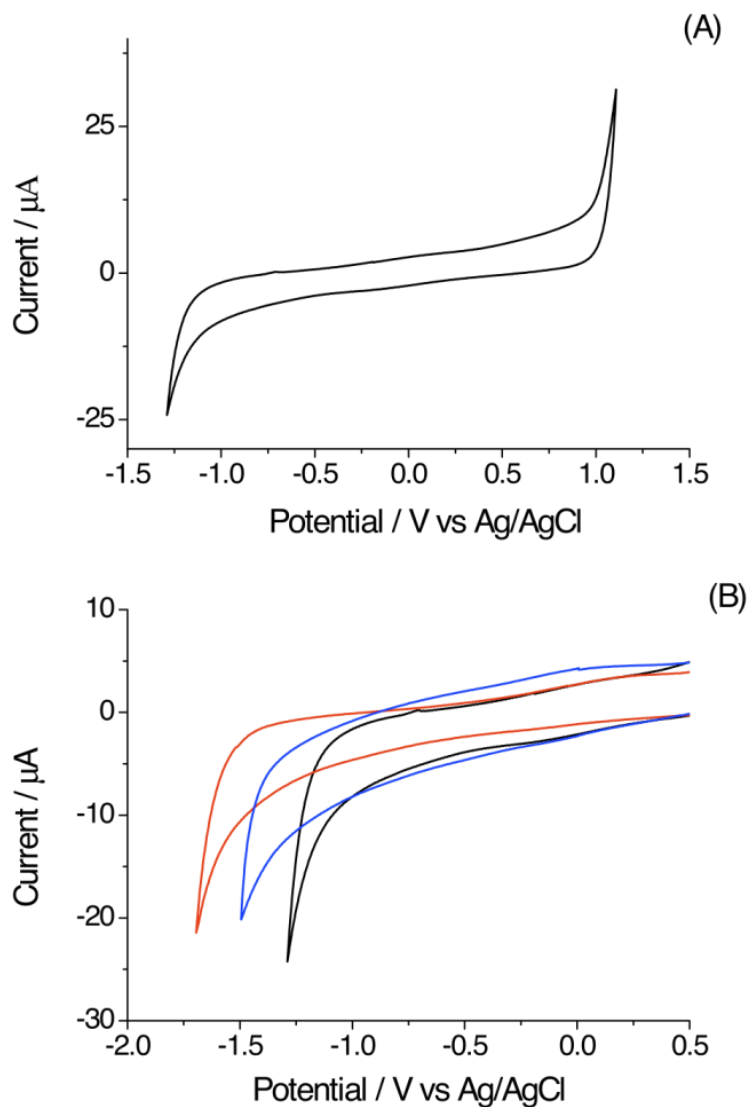 (A)
25
0
-25
Current / μA
-1.5 -1.0 -0.5 0.0 0.5 1.0 1.5
Potential / V vs Ag/AgCl
(B)
10
0
-10
-20
-30
Current / μA
-2.0 -1.5 -1.0 -0.5 0.0 0.5
Potential / V vs Ag/AgCl